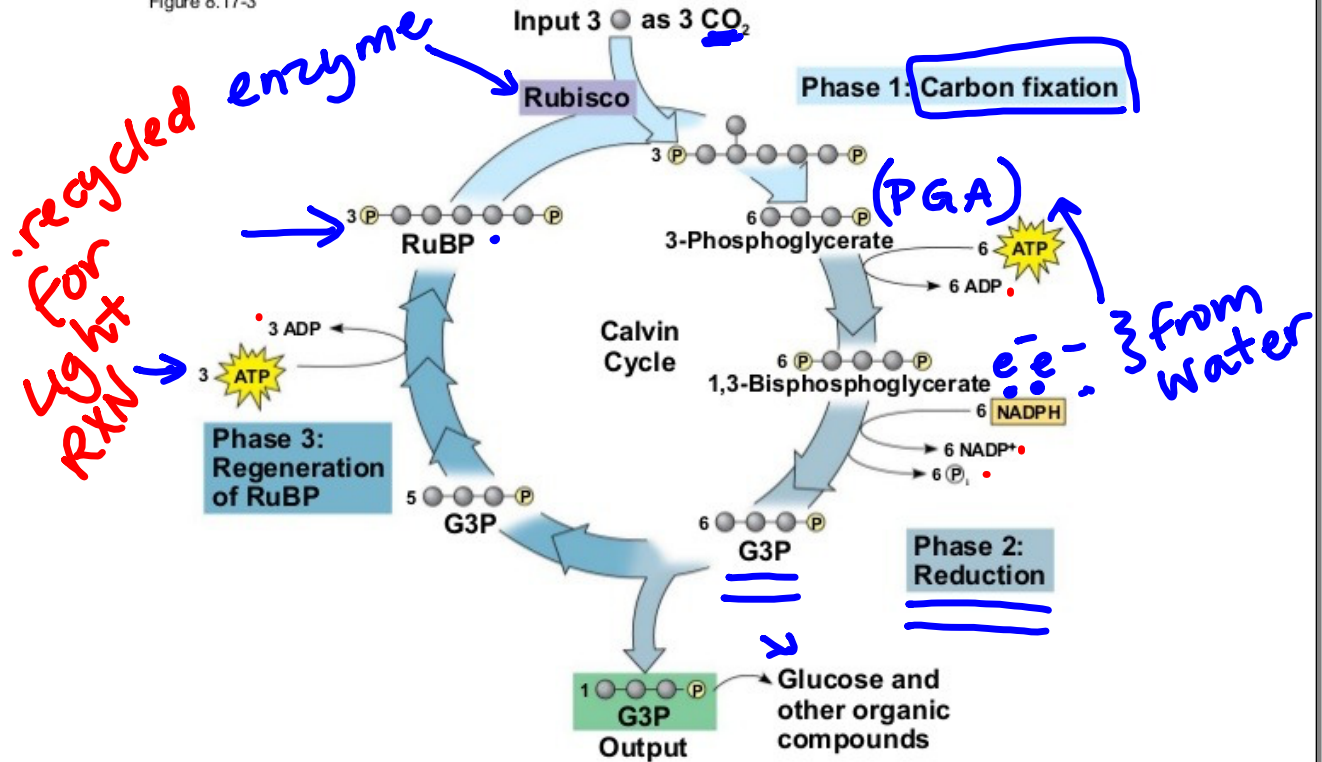 Figure 8.17-3
Input 3 as 3 CO₂
enzyme
Rubisco
Phase 1: Carbon fixation
recycled
for
Light
RXN
3 P P
3 P P
RuBP
6 P
(PGA)
3-Phosphoglycerate
6 ATP
6 ADP
3 ADP
3 ATP
Calvin
Cycle
6 P P
1,3-Bisphosphoglycerate
e⁻ e⁻
} from
water
6 NADPH
6 NADP⁺
6 Pᵢ
Phase 3:
Regeneration
of RuBP
5 P
G3P
6 P
G3P
Phase 2:
Reduction
1 P
G3P
Output
Glucose and
other organic
compounds